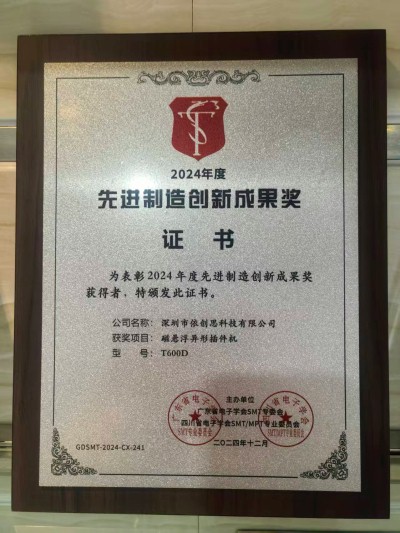 2024年度
先进制造创新成果奖
证 书
为表彰2024年度先进制造创新成果奖
获得者，特颁发此证书。
公司名称： 深圳市依创思科技有限公司
获奖项目： 磁悬浮异形插件机
型 号： T600D
主办单位
广东省电子学会SMT专委会
四川省电子学会SMT/MPT专业委员会
二〇二四年十二月
GDSMT-2024-CX-241